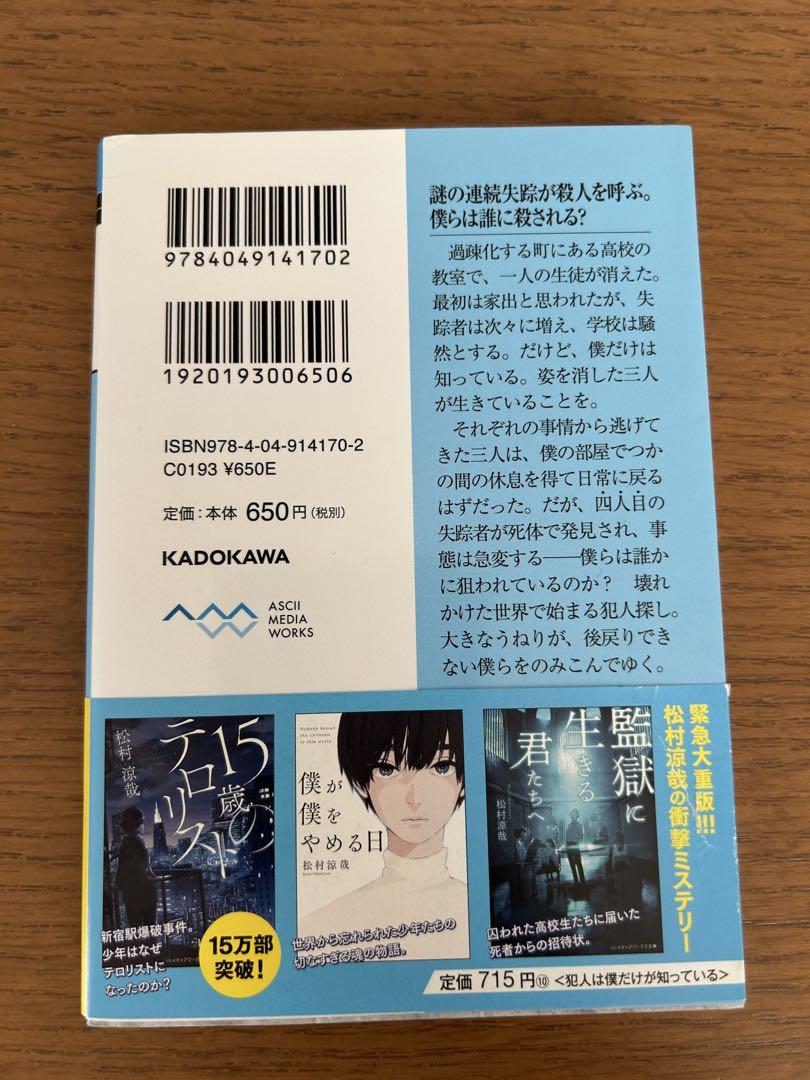 9784049141702
1920193006506
ISBN978-4-04-914170-2
C0193 ¥650E
定価：本体 650円（税別）
KADOKAWA
ASCII
MEDIA
WORKS
謎の連続失踪が殺人を呼ぶ。
僕らは誰に殺される？
過疎化する町にある高校の
教室で、一人の生徒が消えた。
最初は家出と思われたが、失
踪者は次々に増え、学校は騒
然とする。だけど、僕だけは
知っている。姿を消した三人
が生きていることを。
それぞれの事情から逃げて
きた三人は、僕の部屋でつか
の間の休息を得て日常に戻る
はずだった。だが、四人目の
失踪者が死体で発見され、事
態は急変する――僕らは誰か
に狙われているのか？　壊れ
かけた世界で始まる犯人探し。
大きなうねりが、後戻りでき
ない僕らをのみこんでゆく。
緊急大重版!!!
松村涼哉の衝撃ミステリー
15歳の
テロリスト
松村涼哉
新宿駅爆破事件。
少年はなぜ
テロリストに
なったのか？
15万部
突破！
Nobody knows
the children
in this world
僕が
僕を
やめる日
松村涼哉
世界から忘れられた少年たちの
切なすぎる魂の物語。
監獄に
生きる
君たちへ
松村涼哉
メディアワークス文庫
囚われた高校生たちに届いた
死者からの招待状。
定価 715円⑩ ＜犯人は僕だけが知っている＞